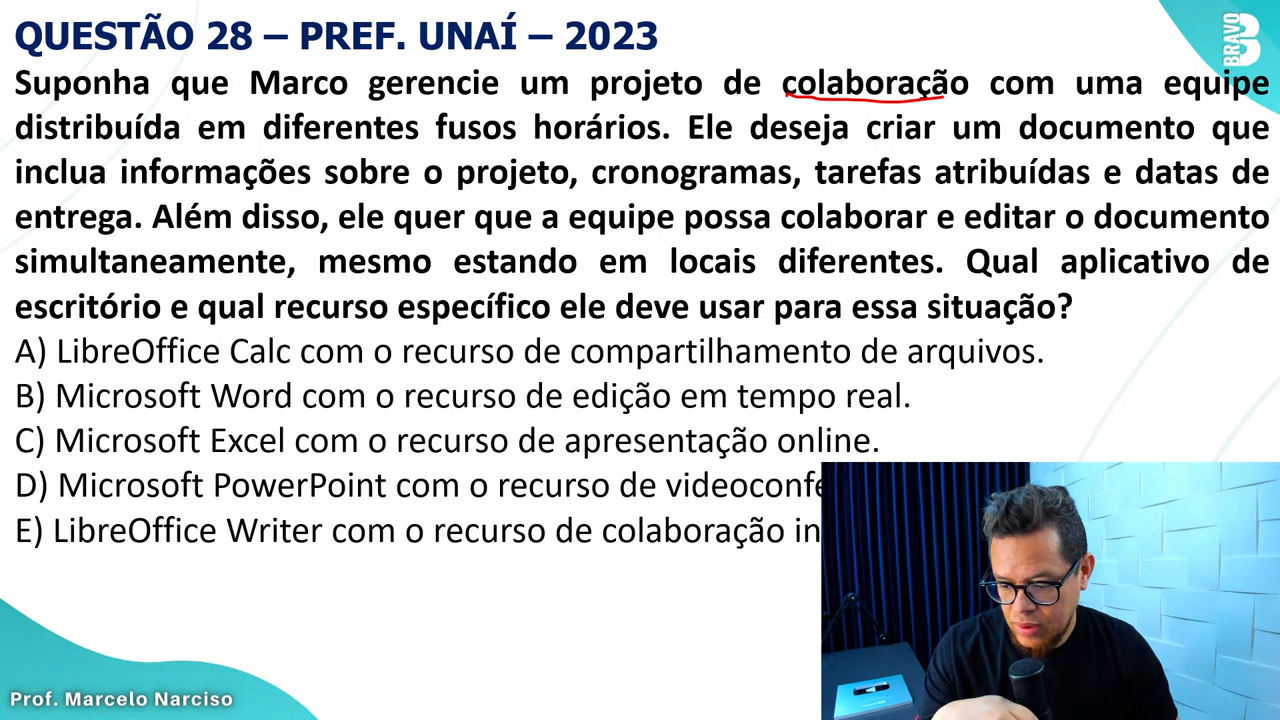 QUESTÃO 28 – PREF. UNAÍ – 2023
BRAVO
Suponha que Marco gerencie um projeto de colaboração com uma equipe
distribuída em diferentes fusos horários. Ele deseja criar um documento que
inclua informações sobre o projeto, cronogramas, tarefas atribuídas e datas de
entrega. Além disso, ele quer que a equipe possa colaborar e editar o documento
simultaneamente, mesmo estando em locais diferentes. Qual aplicativo de
escritório e qual recurso específico ele deve usar para essa situação?
A) LibreOffice Calc com o recurso de compartilhamento de arquivos.
B) Microsoft Word com o recurso de edição em tempo real.
C) Microsoft Excel com o recurso de apresentação online.
D) Microsoft PowerPoint com o recurso de videoconfe
E) LibreOffice Writer com o recurso de colaboração in
Prof. Marcelo Narciso